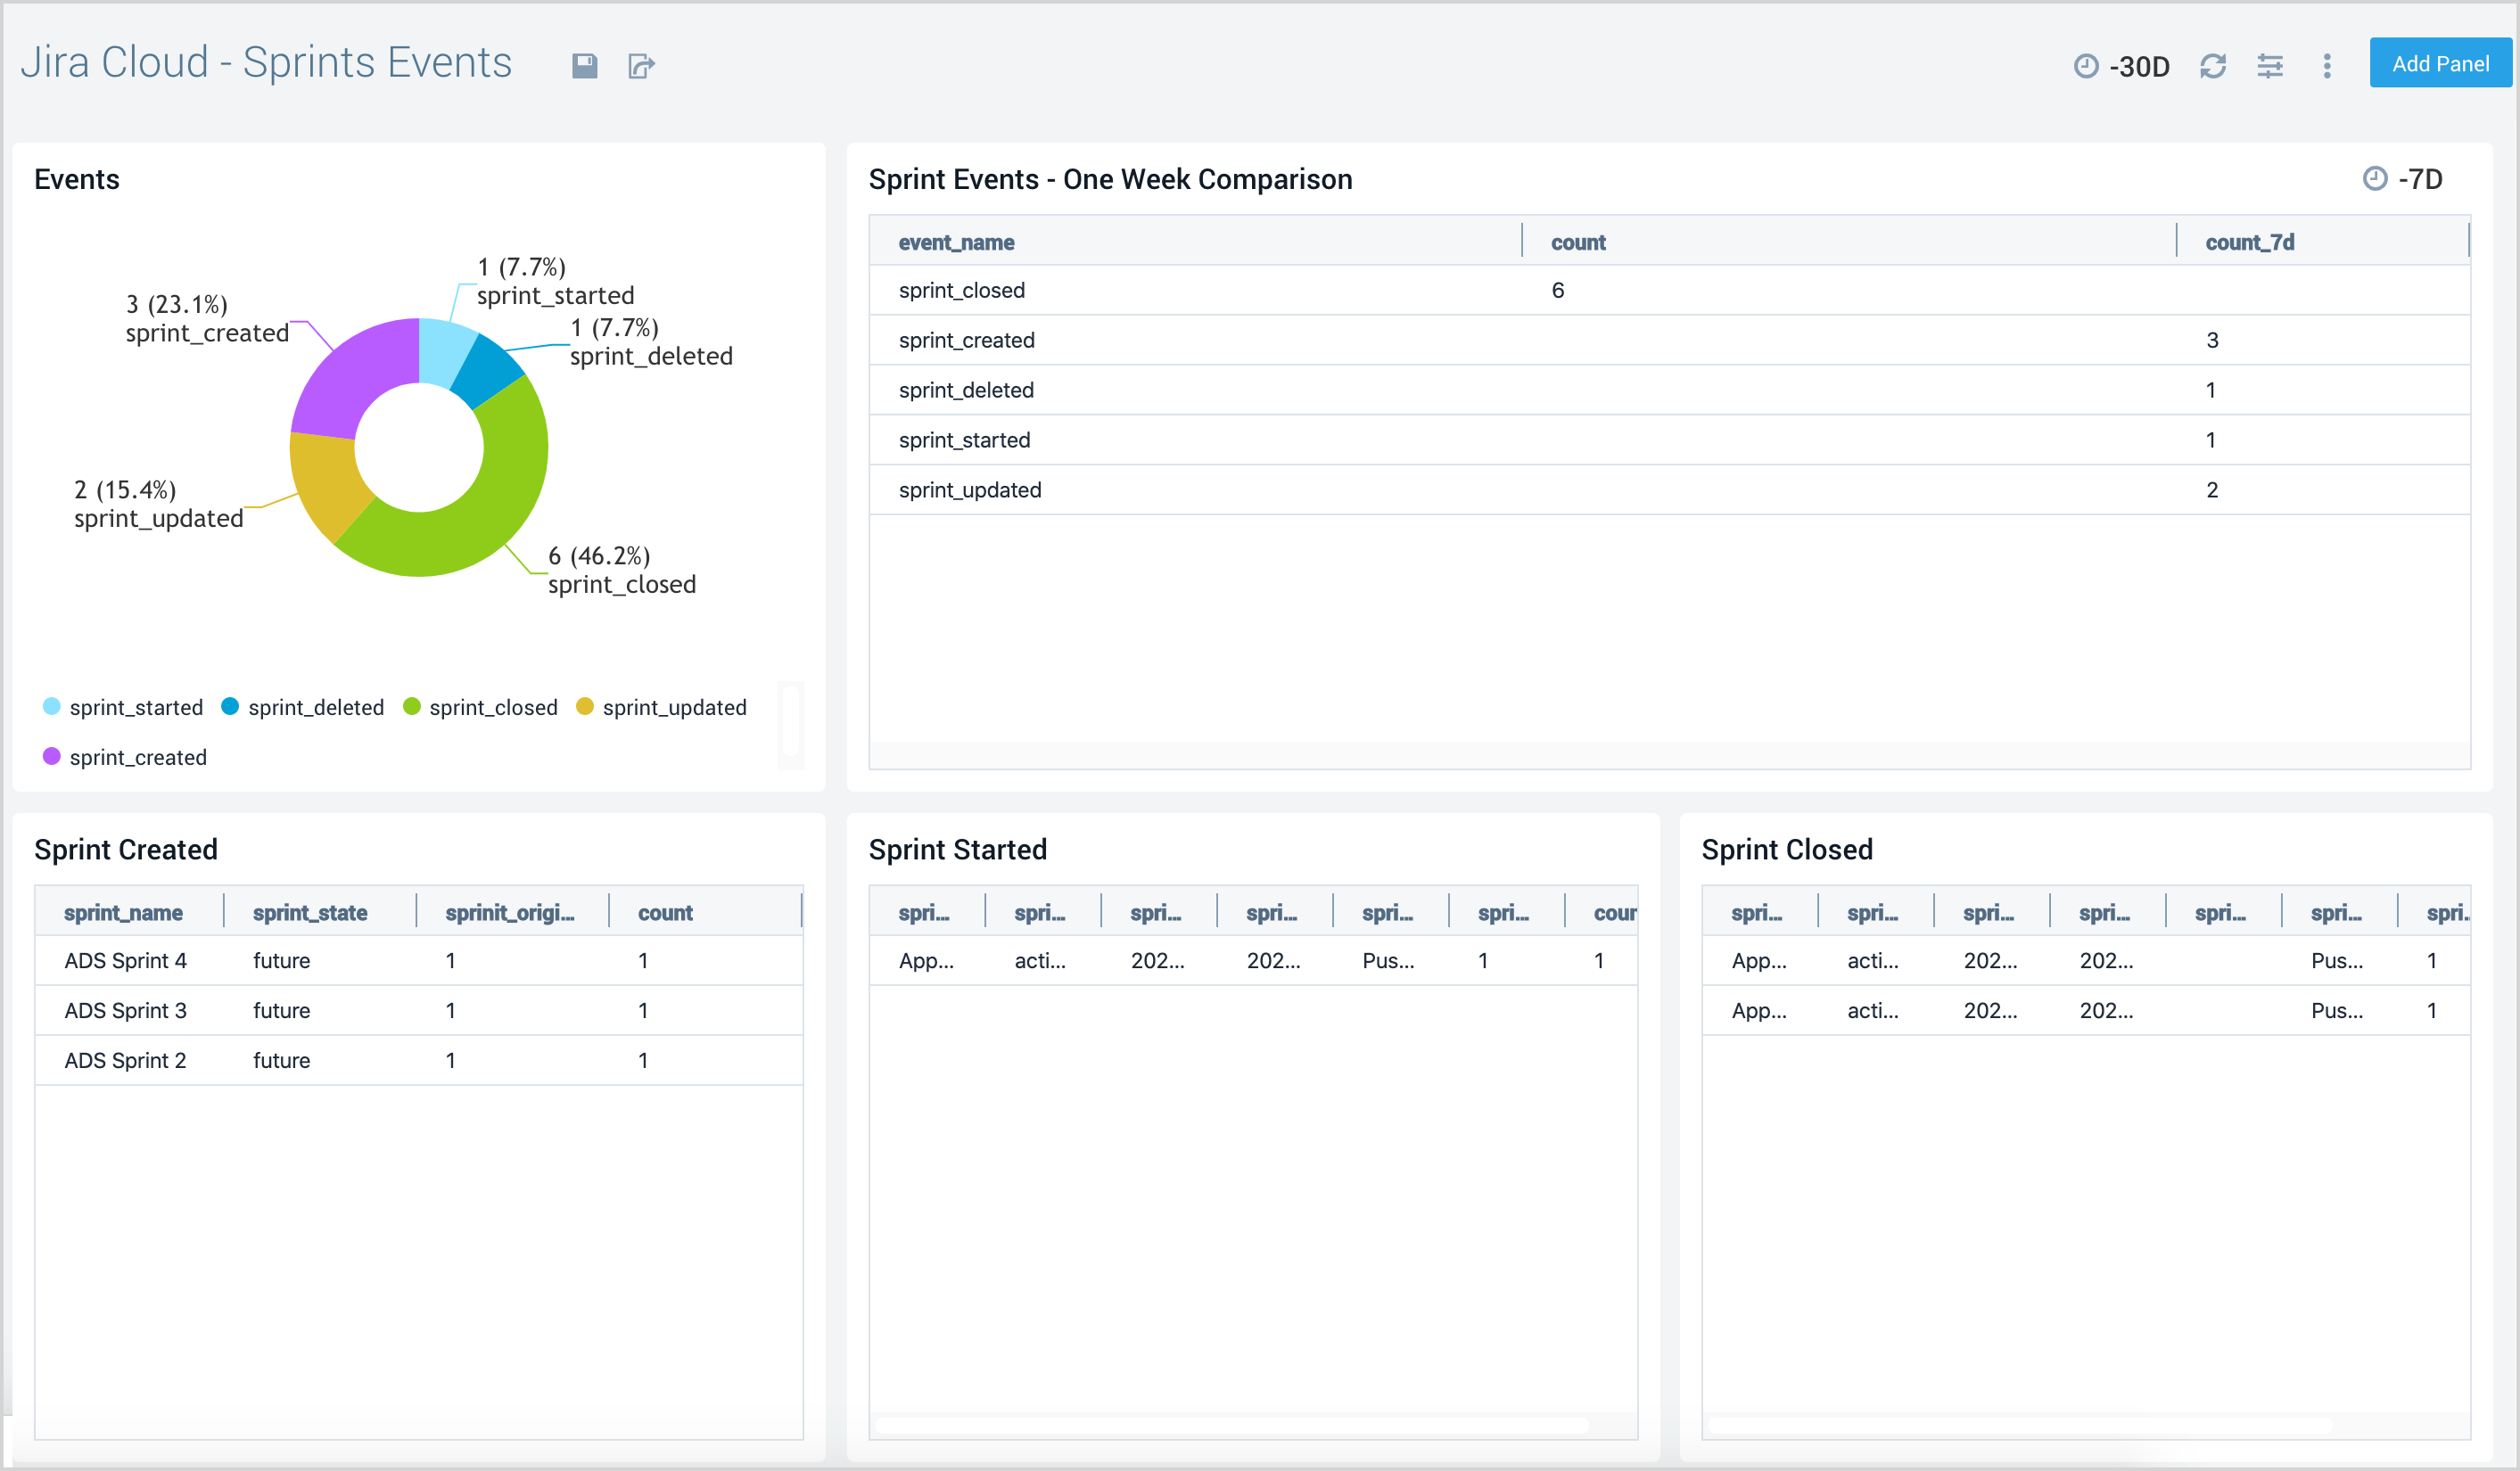 Jira Cloud - Sprints Events
-30D
Add Panel
Events
1 (7.7%)
sprint_started
1 (7.7%)
sprint_deleted
3 (23.1%)
sprint_created
2 (15.4%)
sprint_updated
6 (46.2%)
sprint_closed
sprint_started sprint_deleted sprint_closed sprint_updated
sprint_created
Sprint Events - One Week Comparison
-7D
event_name count count_7d
sprint_closed 6
sprint_created 3
sprint_deleted 1
sprint_started 1
sprint_updated 2
Sprint Created
sprint_name sprint_state sprinit_origi... count
ADS Sprint 4 future 1 1
ADS Sprint 3 future 1 1
ADS Sprint 2 future 1 1
Sprint Started
spri... spri... spri... spri... spri... spri... cour
App... acti... 202... 202... Pus... 1 1
Sprint Closed
spri... spri... spri... spri... spri... spri... spri..
App... acti... 202... 202... Pus... 1
App... acti... 202... 202... Pus... 1